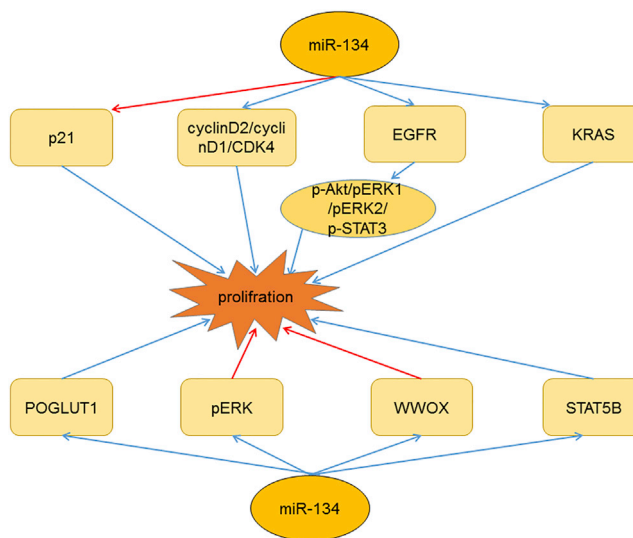 miR-134
p21
cyclinD2/cycli
nD1/CDK4
EGFR
KRAS
p-Akt/pERK1
/pERK2/
p-STAT3
prolifration
POGLUT1
pERK
WWOX
STAT5B
miR-134